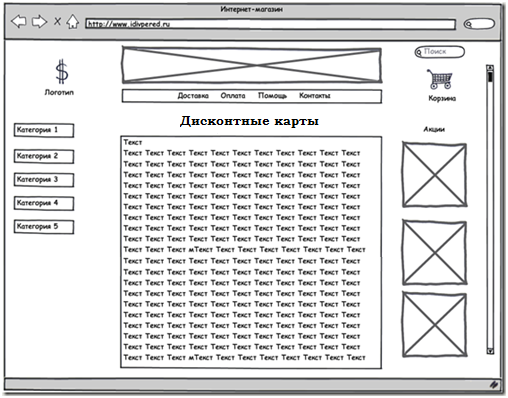 Интернет-магазин
http://www.idivpered.ru
Поиск
Логотип
Корзина
Доставка Оплата Помощь Контакты
Дисконтные карты
Акции
Категория 1
Категория 2
Категория 3
Категория 4
Категория 5
Текст
Текст Текст Текст Текст Текст Текст Текст Текст Текст Текст Текст
Текст Текст Текст Текст Текст Текст Текст Текст Текст Текст Текст
Текст Текст Текст Текст Текст Текст Текст Текст Текст Текст Текст
Текст Текст Текст Текст Текст Текст Текст Текст Текст Текст Текст
Текст Текст Текст Текст Текст Текст Текст Текст Текст Текст Текст
Текст Текст Текст Текст Текст Текст Текст Текст Текст Текст Текст
Текст Текст Текст Текст Текст Текст Текст Текст Текст Текст Текст
Текст Текст Текст Текст Текст Текст Текст Текст Текст Текст Текст
Текст Текст Текст мТекст Текст Текст Текст Текст Текст Текст Текст
Текст Текст Текст Текст Текст Текст Текст Текст Текст Текст Текст
Текст Текст Текст Текст Текст Текст Текст Текст Текст Текст Текст
Текст Текст Текст Текст Текст Текст Текст Текст Текст Текст Текст
Текст Текст Текст Текст Текст Текст Текст Текст Текст Текст Текст
Текст Текст Текст Текст Текст Текст Текст Текст Текст Текст Текст
Текст Текст Текст Текст Текст Текст Текст Текст Текст Текст Текст
Текст Текст Текст Текст Текст Текст Текст Текст Текст Текст Текст
Текст Текст Текст Текст Текст Текст Текст Текст Текст Текст Текст
Текст Текст Текст Текст Текст Текст Текст Текст Текст Текст Текст
Текст Текст Текст мТекст Текст Текст Текст Текст Текст Текст Текст